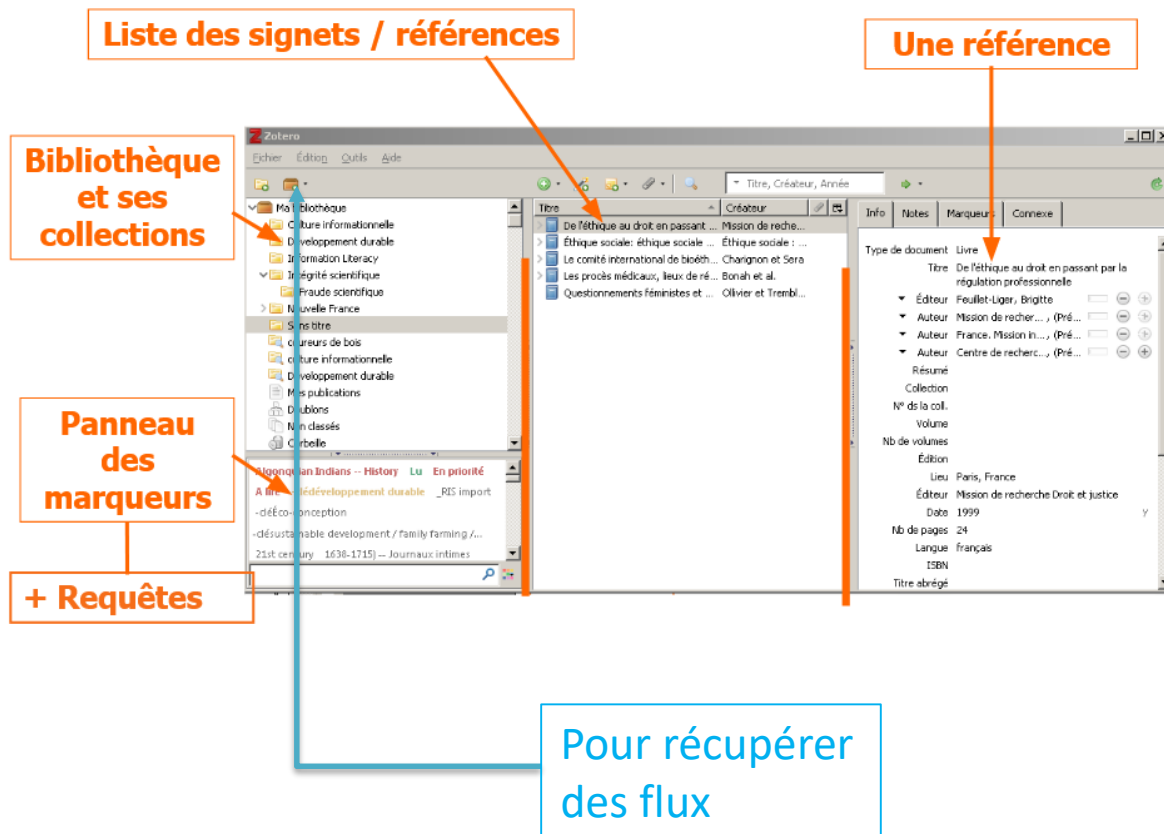 Liste des signets / références
Une référence
Bibliothèque
et ses
collections
Panneau
des
marqueurs
+ Requêtes
Zotero
Fichier Édition Outils Aide
Titre, Créateur, Année
Ma bibliothèque
Culture informationnelle
Développement durable
Information Literacy
Intégrité scientifique
Fraude scientifique
Nouvelle France
Sans titre
coureurs de bois
culture informationnelle
Développement durable
Mes publications
Doublons
Non classés
Corbeille
Algonquian Indians -- History Lu En priorité
A lire -clédéveloppement durable _RIS import
-cléÉco-conception
-clésustainable development / family farming /...
21st century 1638-1715) -- Journaux intimes
Titre Créateur
De l'éthique au droit en passant ... Mission de reche...
Éthique sociale: éthique sociale ... Éthique sociale : ...
Le comité international de bioéth... Charignon et Sera
Les procès médicaux, lieux de ré... Bonah et al.
Questionnements féministes et ... Ollivier et Trembl...
Info Notes Marqueurs Connexe
Type de document Livre
Titre De l'éthique au droit en passant par la
régulation professionnelle
Éditeur Feuillet-Liger, Brigitte
Auteur Mission de recher... , (Pré...
Auteur France. Mission in..., (Pré...
Auteur Centre de recherc..., (Pré...
Résumé
Collection
N° ds la coll.
Volume
Nb de volumes
Édition
Lieu Paris, France
Éditeur Mission de recherche Droit et justice
Date 1999 y
Nb de pages 24
Langue français
ISBN
Titre abrégé
Pour récupérer
des flux